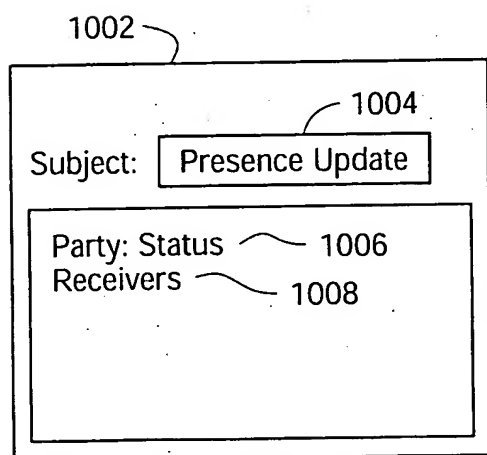 1002
1004
Subject: Presence Update
Party: Status 1006
Receivers 1008